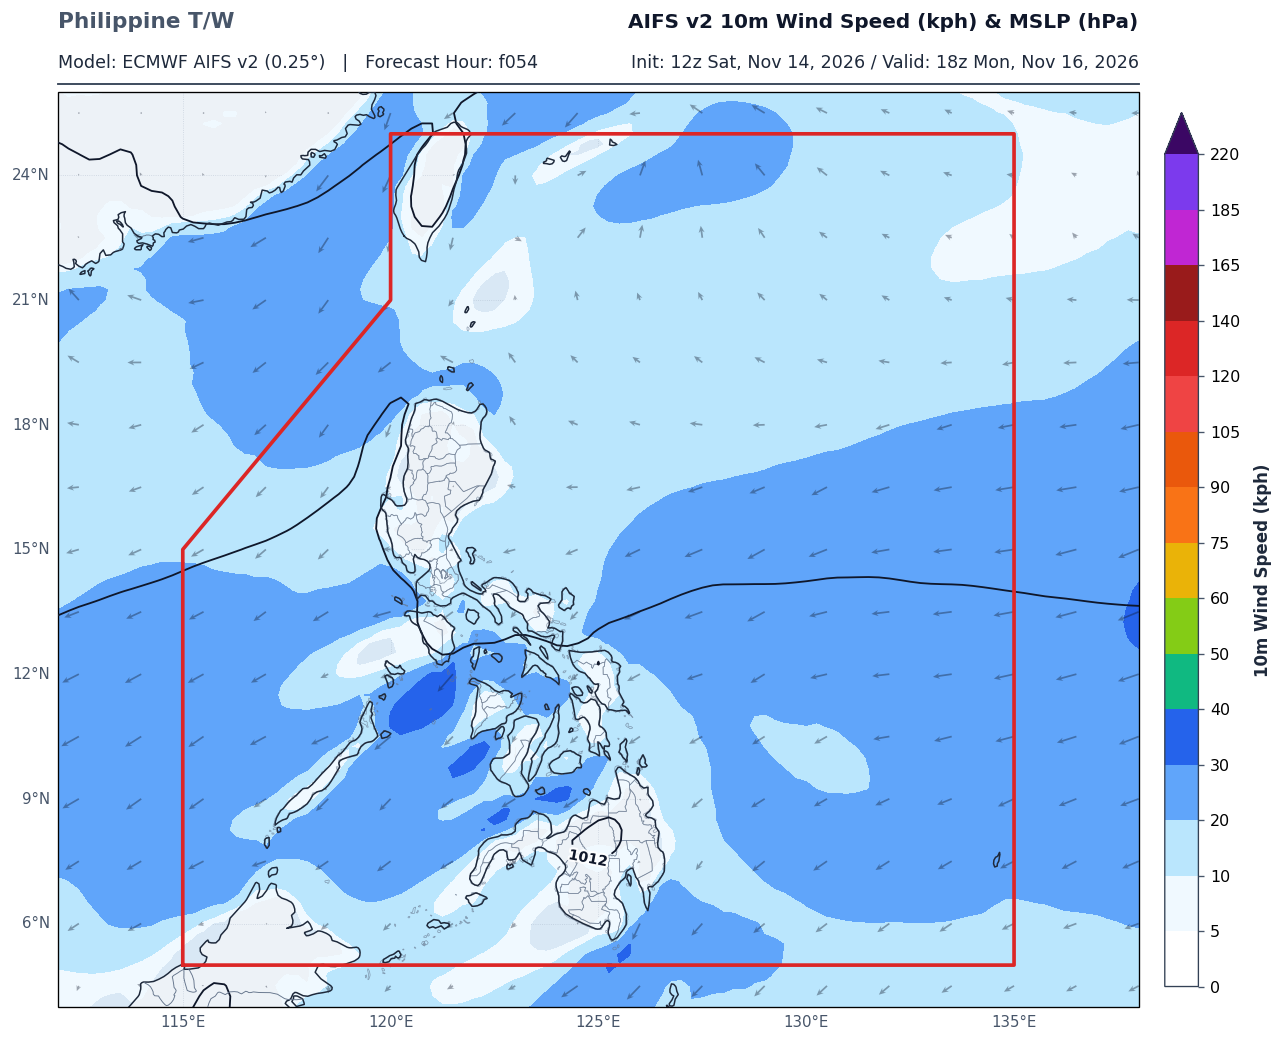 Philippine T/W
AIFS v2 10m Wind Speed (kph) & MSLP (hPa)
Model: ECMWF AIFS v2 (0.25°) | Forecast Hour: f054
Init: 12z Sat, Nov 14, 2026 / Valid: 18z Mon, Nov 16, 2026
24°N
21°N
18°N
15°N
12°N
9°N
6°N
1012
115°E
120°E
125°E
130°E
135°E
220
185
165
140
120
105
90
75
60
50
40
30
20
10
5
0
10m Wind Speed (kph)